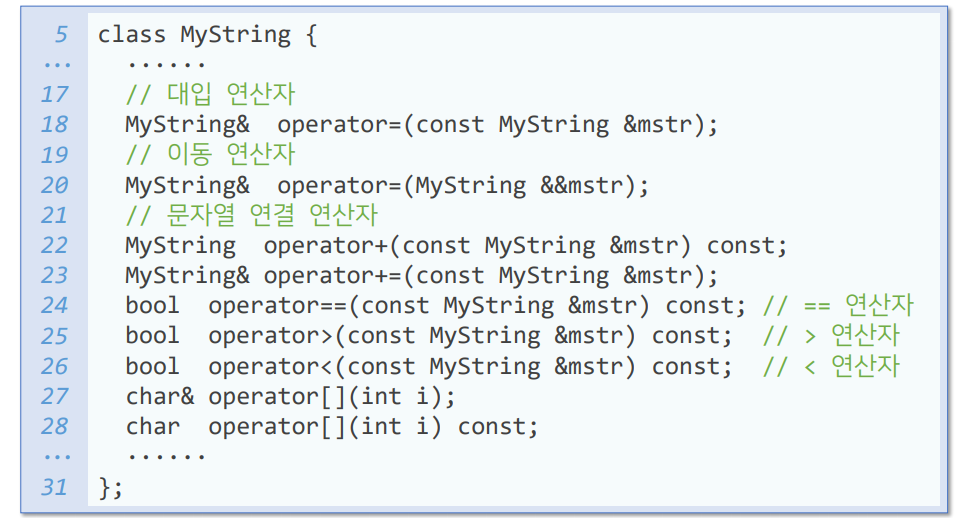 5 class MyString {
... ......
17 // 대입 연산자
18 MyString& operator=(const MyString &mstr);
19 // 이동 연산자
20 MyString& operator=(MyString &&mstr);
21 // 문자열 연결 연산자
22 MyString operator+(const MyString &mstr) const;
23 MyString& operator+=(const MyString &mstr);
24 bool operator==(const MyString &mstr) const; // == 연산자
25 bool operator>(const MyString &mstr) const; // > 연산자
26 bool operator<(const MyString &mstr) const; // < 연산자
27 char& operator[](int i);
28 char operator[](int i) const;
... ......
31 };